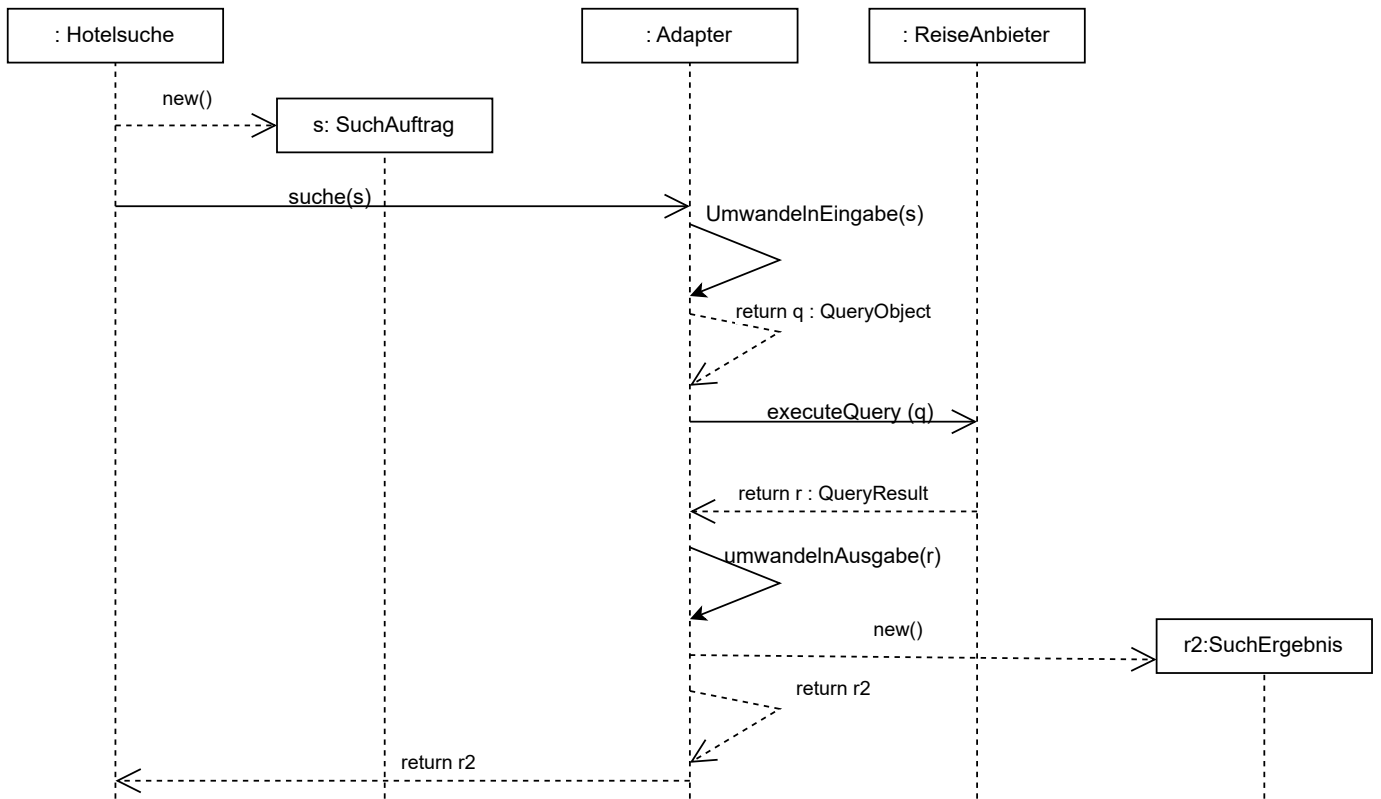 : Hotelsuche
: Adapter
: ReiseAnbieter
new()
s: SuchAuftrag
suche(s)
UmwandelnEingabe(s)
return q : QueryObject
executeQuery (q)
return r : QueryResult
umwandelnAusgabe(r)
new()
r2:SuchErgebnis
return r2
return r2